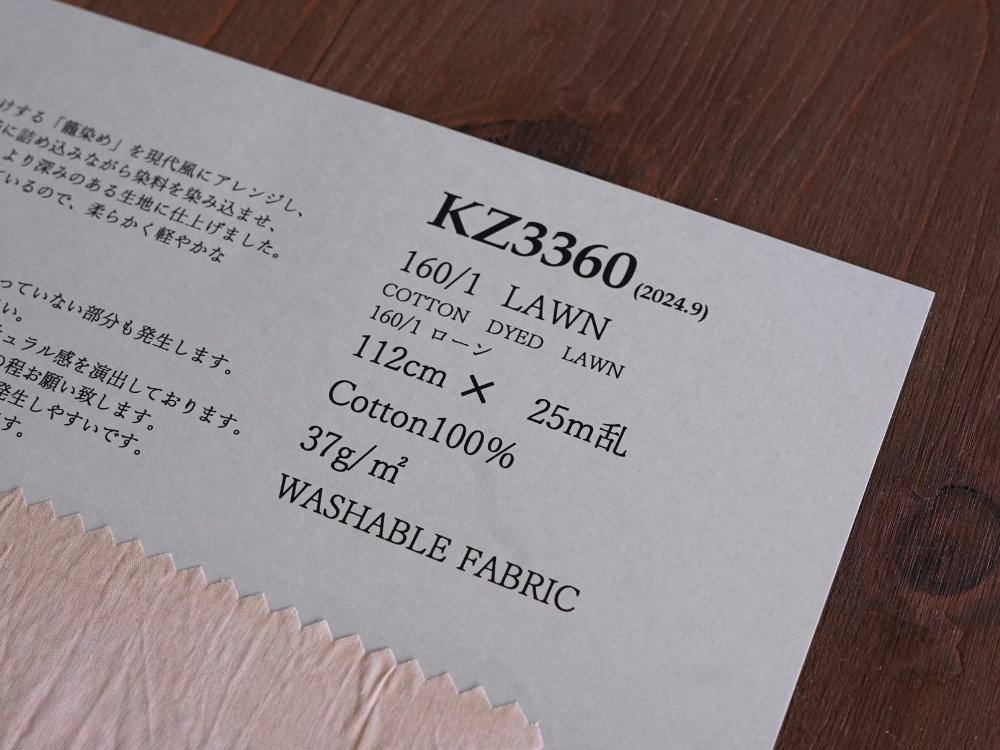 けする「籠染め」を現代風にアレンジし、
に詰め込みながら染料を染み込ませ、
より深みのある生地に仕上げました。
いるので、柔らかく軽やかな
っていない部分も発生します。
い。
ュラル感を演出しております。
の程お願い致します。
発生しやすいです。
す。
KZ3360 (2024.9)
160/1 LAWN
COTTON DYED LAWN
160/1 ローン
112cm × 25m乱
Cotton100%
37g/㎡
WASHABLE FABRIC